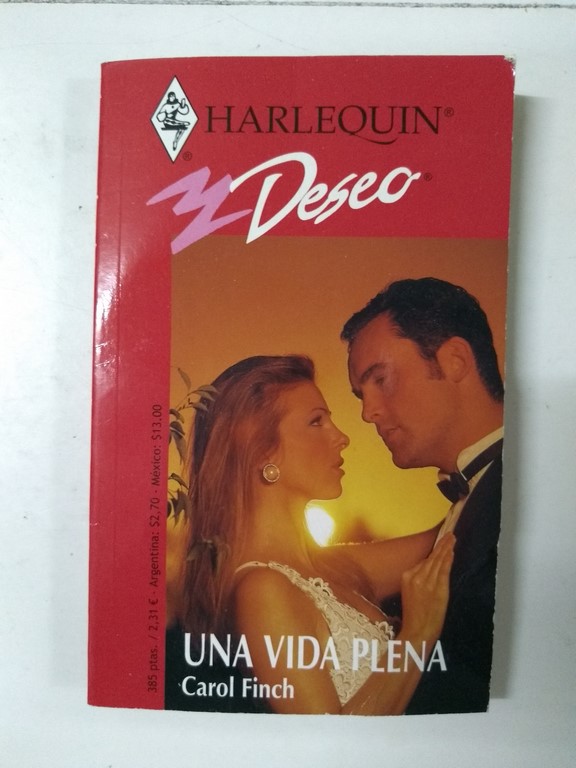 HARLEQUIN®
®
Deseo®
385 ptas. / 2,31 € - Argentina: $2,70 - México: $13.00
UNA VIDA PLENA
Carol Finch